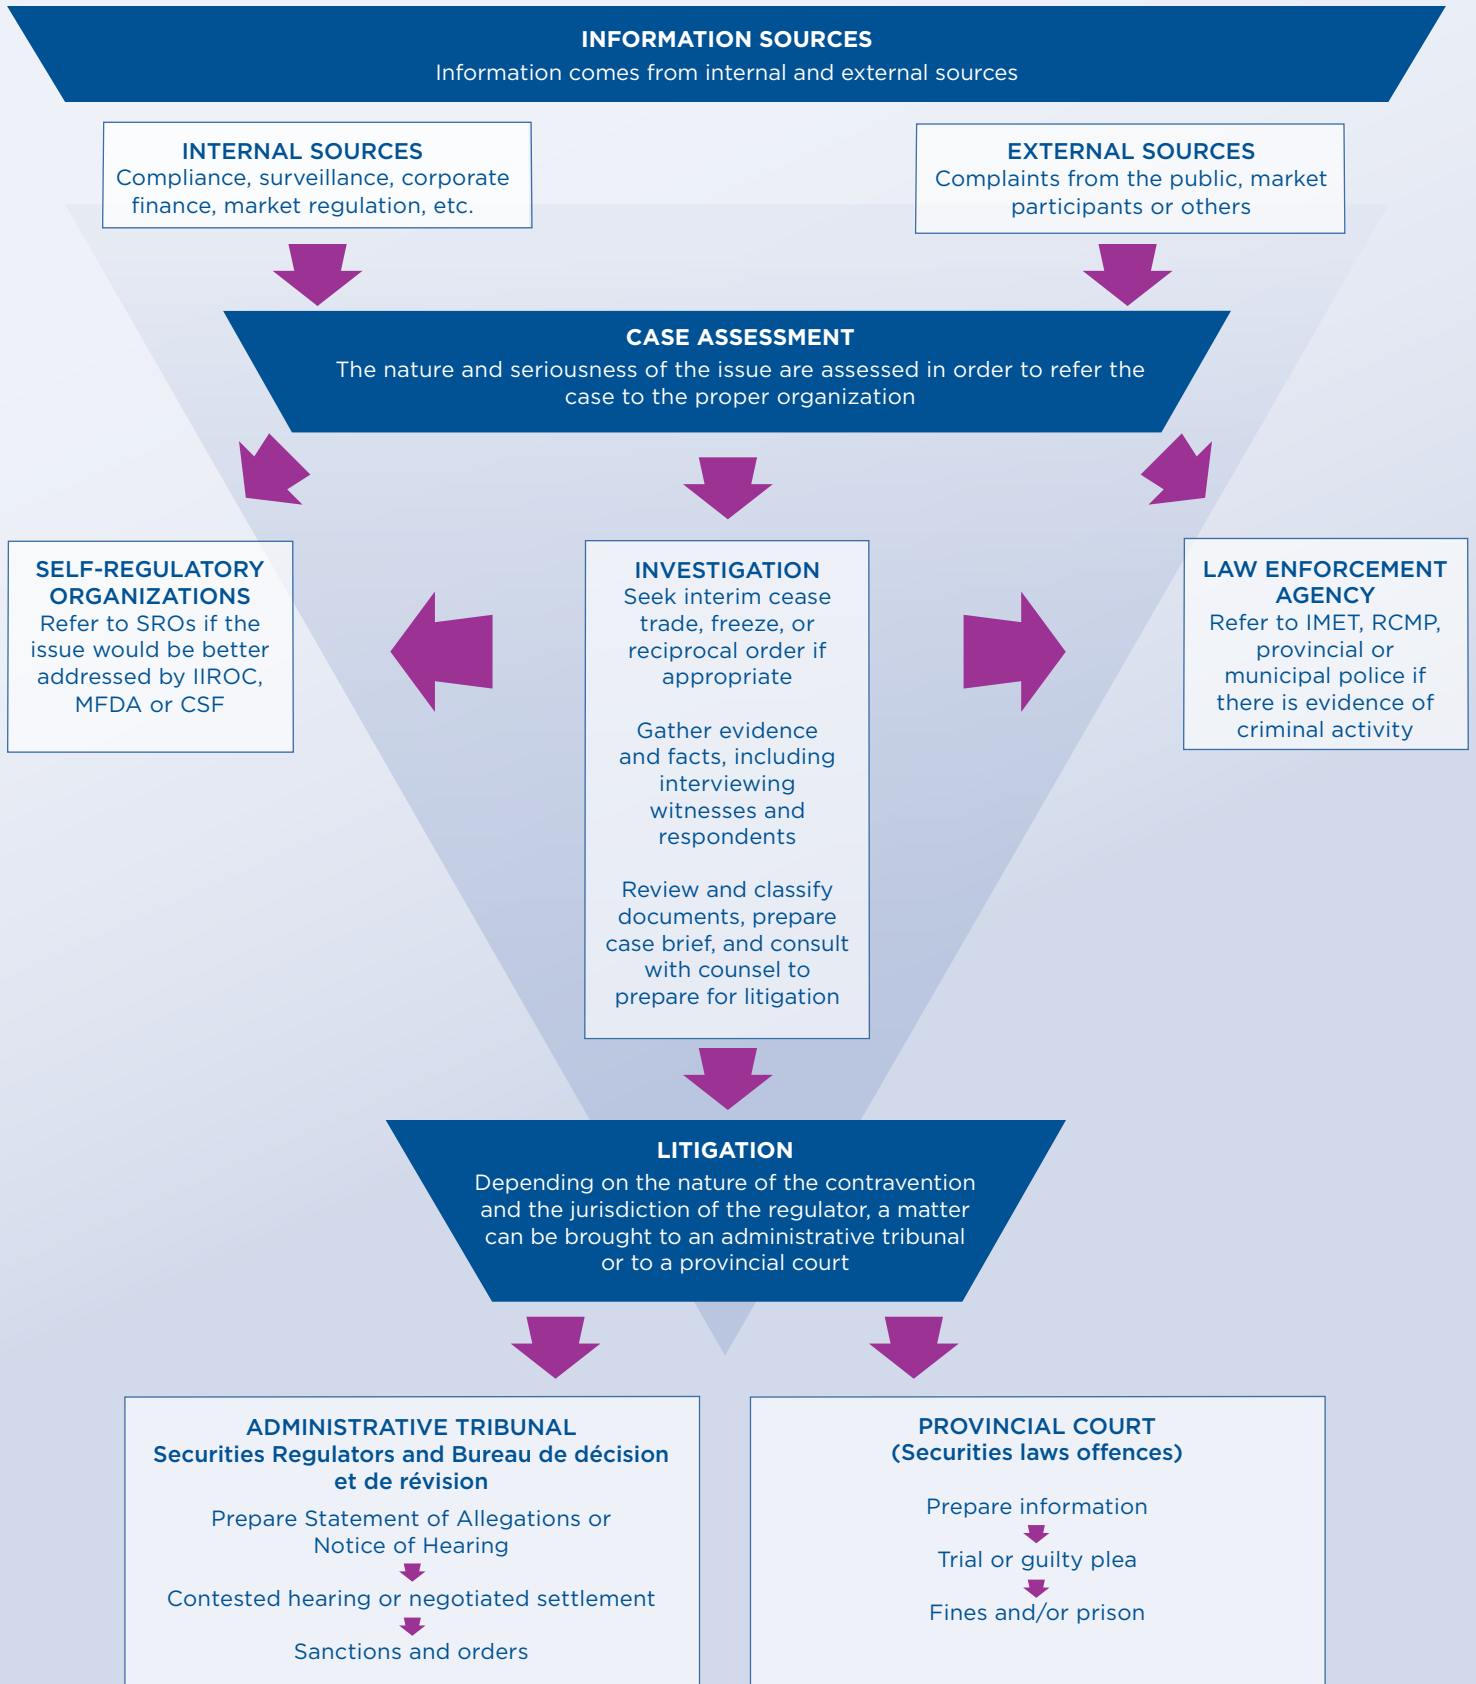 INFORMATION SOURCES
Information comes from internal and external sources
INTERNAL SOURCES
Compliance, surveillance, corporate
finance, market regulation, etc.
EXTERNAL SOURCES
Complaints from the public, market
participants or others
CASE ASSESSMENT
The nature and seriousness of the issue are assessed in order to refer the
case to the proper organization
SELF-REGULATORY
ORGANIZATIONS
Refer to SROs if the
issue would be better
addressed by IIROC,
MFDA or CSF
INVESTIGATION
Seek interim cease
trade, freeze, or
reciprocal order if
appropriate
Gather evidence
and facts, including
interviewing
witnesses and
respondents
Review and classify
documents, prepare
case brief, and consult
with counsel to
prepare for litigation
LAW ENFORCEMENT
AGENCY
Refer to IMET, RCMP,
provincial or
municipal police if
there is evidence of
criminal activity
LITIGATION
Depending on the nature of the contravention
and the jurisdiction of the regulator, a matter
can be brought to an administrative tribunal
or to a provincial court
ADMINISTRATIVE TRIBUNAL
Securities Regulators and Bureau de décision
et de révision
Prepare Statement of Allegations or
Notice of Hearing
Contested hearing or negotiated settlement
Sanctions and orders
PROVINCIAL COURT
(Securities laws offences)
Prepare information
Trial or guilty plea
Fines and/or prison